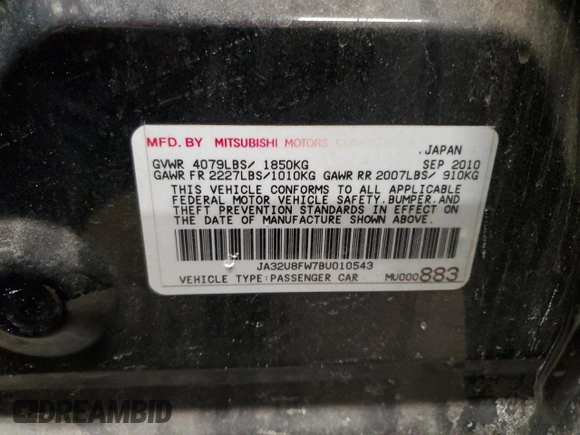 MFD. BY MITSUBISHI MOTORS
.JAPAN
GVWR 4079LBS/ 1850KG SEP 2010
GAWR FR 2227LBS/1010KG GAWR RR 2007LBS/ 910KG
THIS VEHICLE CONFORMS TO ALL APPLICABLE
FEDERAL MOTOR VEHICLE SAFETY.BUMPER.AND
THEFT PREVENTION STANDARDS IN EFFECT ON
THE DATE OF MANUFACTURE SHOWN ABOVE.
JA32U8FW7BU010543
VEHICLE TYPE:PASSENGER CAR MU000883
DREAMBID